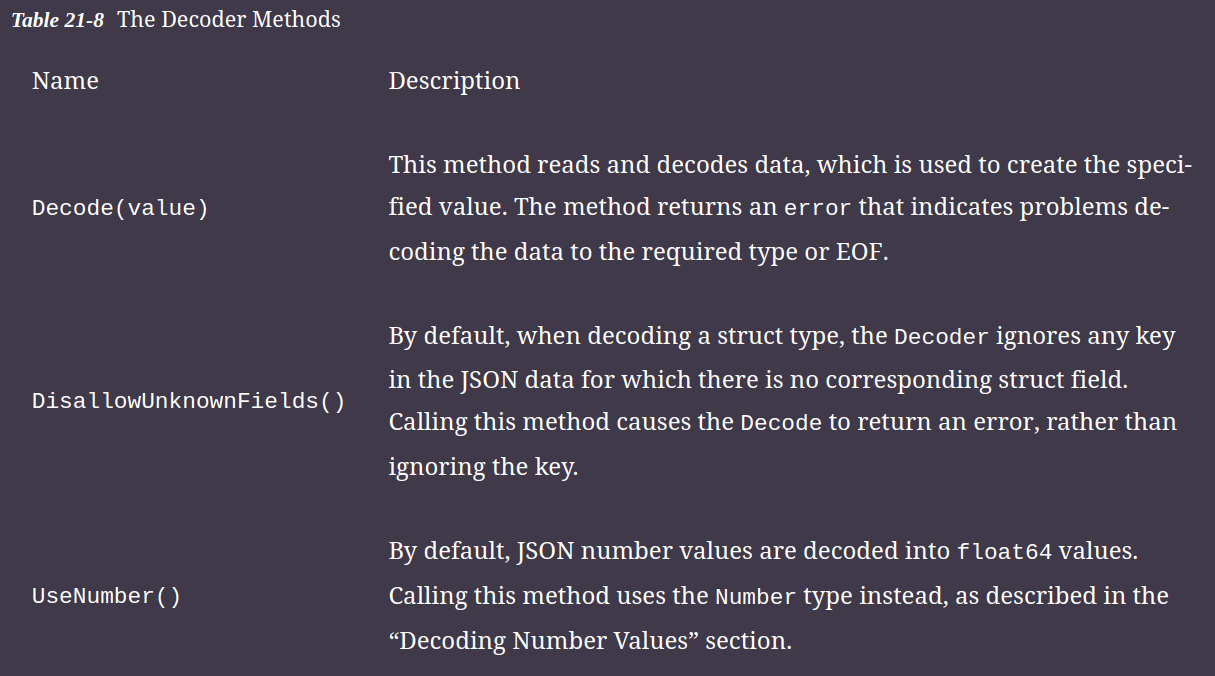 Table 21-8 The Decoder Methods
Name Description
Decode(value)
This method reads and decodes data, which is used to create the speci-
fied value. The method returns an error that indicates problems de-
coding the data to the required type or EOF.
DisallowUnknownFields()
By default, when decoding a struct type, the Decoder ignores any key
in the JSON data for which there is no corresponding struct field.
Calling this method causes the Decode to return an error, rather than
ignoring the key.
UseNumber()
By default, JSON number values are decoded into float64 values.
Calling this method uses the Number type instead, as described in the
“Decoding Number Values” section.